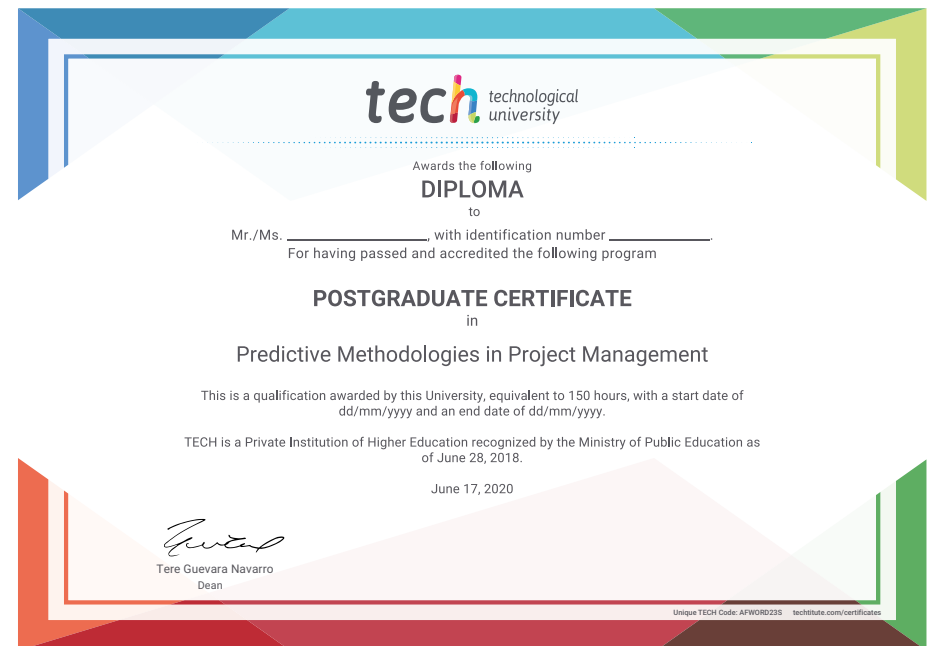 tech technological
university
Awards the following
DIPLOMA
to
Mr./Ms. ____________________, with identification number ______________.
For having passed and accredited the following program
POSTGRADUATE CERTIFICATE
in
Predictive Methodologies in Project Management
This is a qualification awarded by this University, equivalent to 150 hours, with a start date of
dd/mm/yyyy and an end date of dd/mm/yyyy.
TECH is a Private Institution of Higher Education recognized by the Ministry of Public Education as
of June 28, 2018.
June 17, 2020
Tere Guevara Navarro
Dean
Unique TECH Code: AFWORD23S techtitute.com/certificates